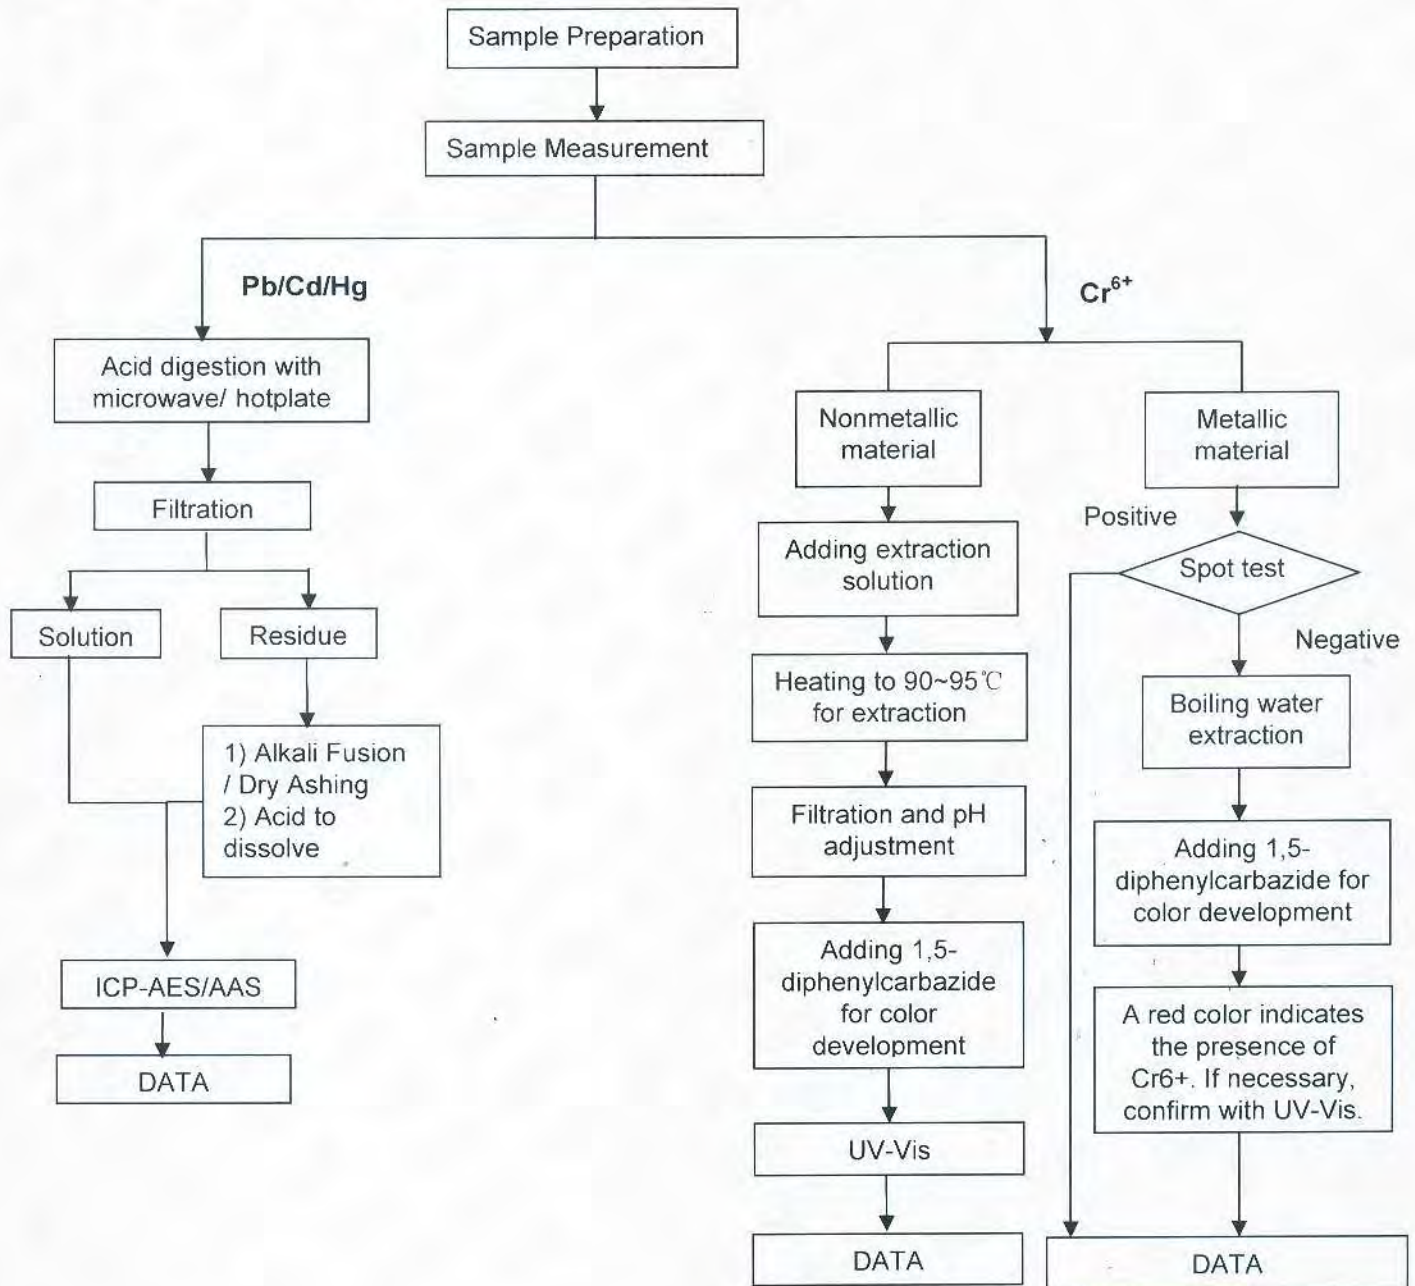 Sample Preparation
Sample Measurement
Pb/Cd/Hg
Acid digestion with
microwave/ hotplate
Filtration
Solution
Residue
1) Alkali Fusion
/ Dry Ashing
2) Acid to
dissolve
ICP-AES/AAS
DATA
Cr⁶⁺
Nonmetallic
material
Adding extraction
solution
Heating to 90~95℃
for extraction
Filtration and pH
adjustment
Adding 1,5-
diphenylcarbazide
for color
development
UV-Vis
DATA
Metallic
material
Positive
Spot test
Negative
Boiling water
extraction
Adding 1,5-
diphenylcarbazide for
color development
A red color indicates
the presence of
Cr6+. If necessary,
confirm with UV-Vis.
DATA